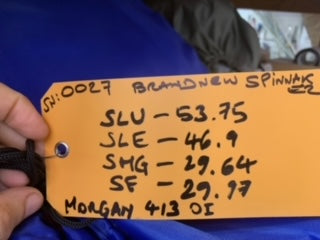 SN: 0027 BRANDNEW SPINNAKER
SLU - 53.75
SLE - 46.9
SMG - 29.64
SF - 29.97
MORGAN 413 OI